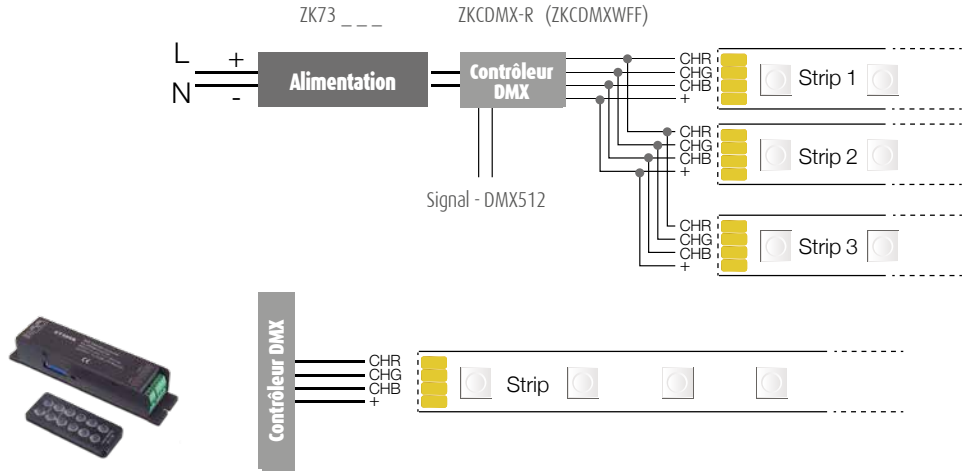 ZK73 _ _ _
ZKCDMX-R (ZKCDMWFF)
L
+
N
-
Alimentation
Contrôleur
DMX
Signal - DMX512
CHR
CHG
CHB
+
Strip 1
CHR
CHG
CHB
+
Strip 2
CHR
CHG
CHB
+
Strip 3
Contrôleur DMX
CHR
CHG
CHB
+
Strip